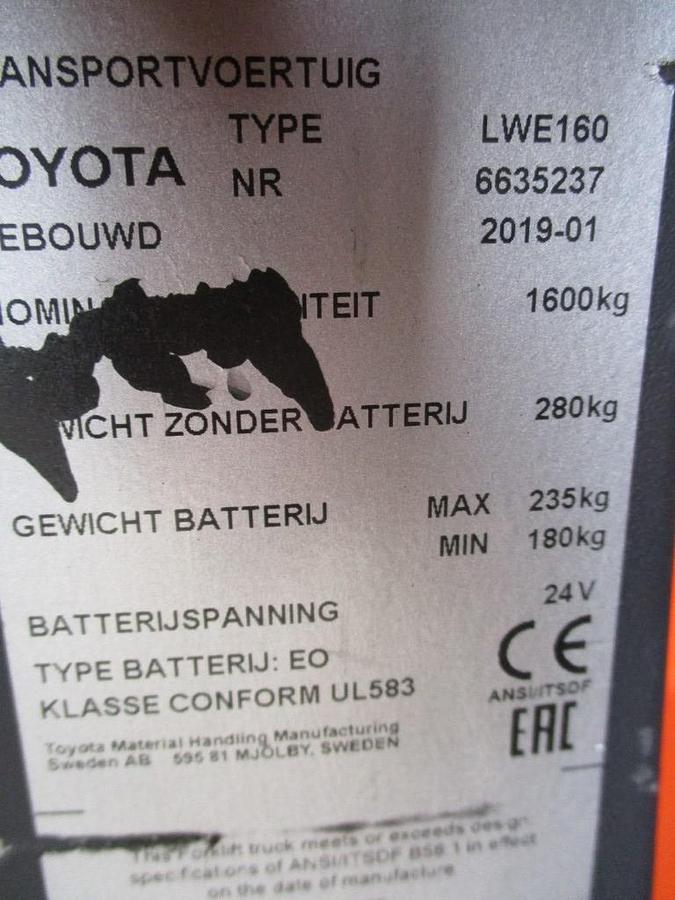 ANSPORTVOERTUIG
TYPE LWE160
OYOTA NR 6635237
EBOUWD 2019-01
OMIN ITEIT 1600kg
WICHT ZONDER BATTERIJ 280kg
GEWICHT BATTERIJ MAX 235kg
MIN 180kg
BATTERIJSPANNING 24V
TYPE BATTERIJ: EO CE
KLASSE CONFORM UL583 ANSI/ITSDF
EAC
Toyota Material Handling Manufacturing
Sweden AB 595 81 MJÖLBY, SWEDEN
This Forklift truck meets or exceeds design
specifications of ANSI/ITSDF B56.1 in effect
on the date of manufacture